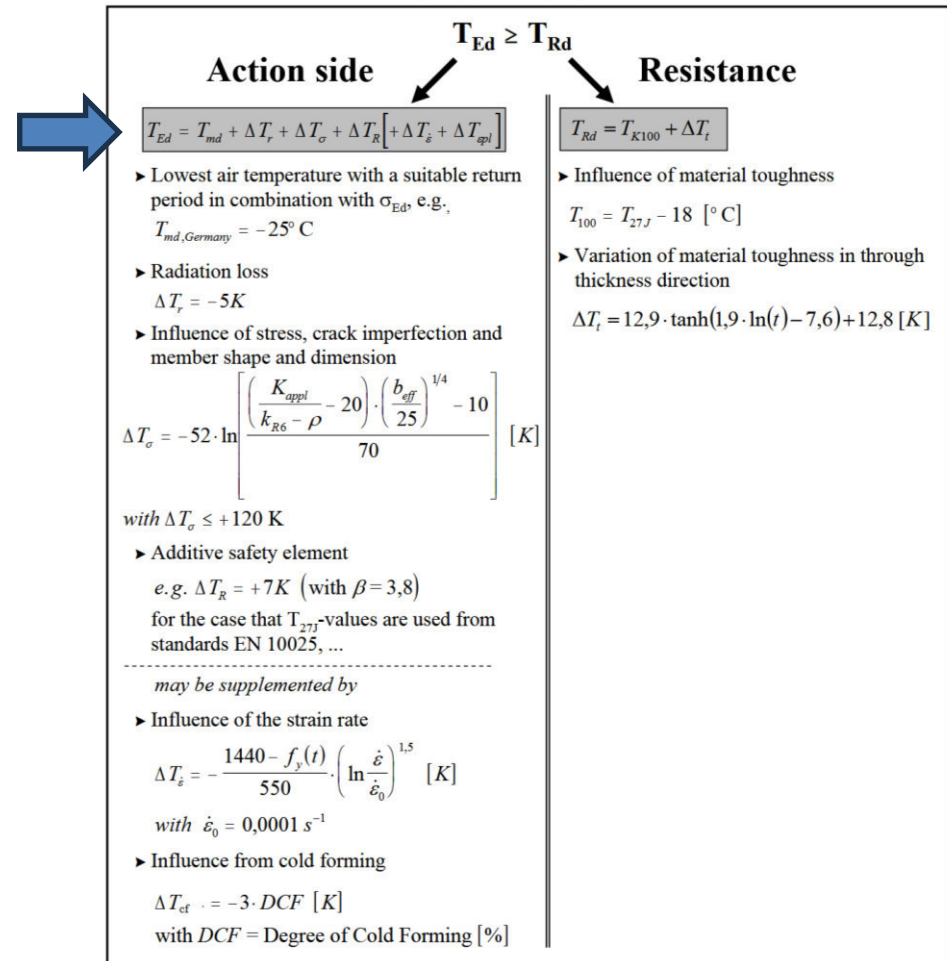 T_Ed ≥ T_Rd
Action side
T_Ed = T_md + ΔT_r + ΔT_σ + ΔT_R [+ΔT_ε̇ + ΔT_εpl]
➤ Lowest air temperature with a suitable return
period in combination with σ_Ed, e.g.,
T_md,Germany = −25° C
➤ Radiation loss
ΔT_r = −5K
➤ Influence of stress, crack imperfection and
member shape and dimension
ΔT_σ = −52 · ln[((K_appl / (k_R6 − ρ) − 20) · (b_eff / 25)^1/4 − 10) / 70] [K]
with ΔT_σ ≤ +120 K
➤ Additive safety element
e.g. ΔT_R = +7K (with β = 3,8)
for the case that T_27J-values are used from
standards EN 10025, ...
may be supplemented by
➤ Influence of the strain rate
ΔT_ε̇ = − (1440 − f_y(t)) / 550 · (ln ε̇ / ε̇_0)^1,5 [K]
with ε̇_0 = 0,0001 s^−1
➤ Influence from cold forming
ΔT_cf . = −3 · DCF [K]
with DCF = Degree of Cold Forming [%]
Resistance
T_Rd = T_K100 + ΔT_t
➤ Influence of material toughness
T_100 = T_27J − 18 [° C]
➤ Variation of material toughness in through
thickness direction
ΔT_t = 12,9 · tanh(1,9 · ln(t) − 7,6) + 12,8 [K]